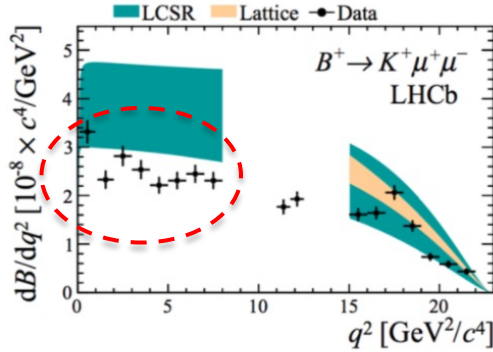 LCSR Lattice Data
B⁺ → K⁺ μ⁺ μ⁻
LHCb
dB/dq² [10⁻⁸ × c⁴/GeV²]
5
4
3
2
1
0
0 5 10 15 20
q² [GeV²/c⁴]